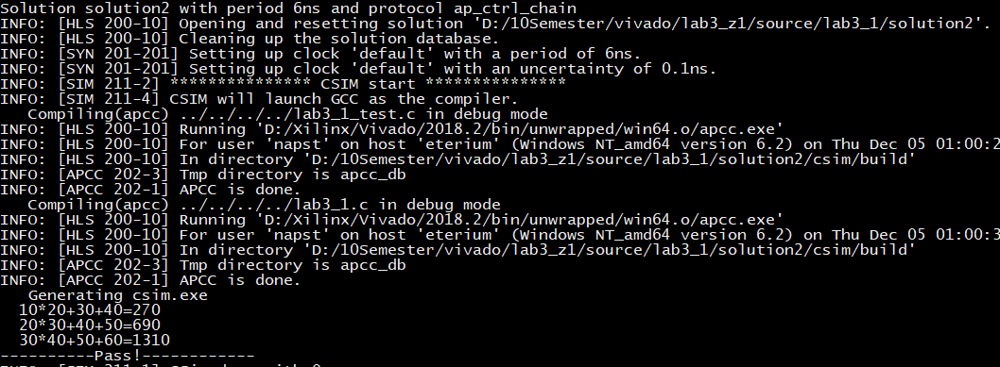 Solution solution2 with period 6ns and protocol ap_ctrl_chain
INFO: [HLS 200-10] Opening and resetting solution 'D:/10Semester/vivado/lab3_z1/source/lab3_1/solution2'.
INFO: [HLS 200-10] Cleaning up the solution database.
INFO: [SYN 201-201] Setting up clock 'default' with a period of 6ns.
INFO: [SYN 201-201] Setting up clock 'default' with an uncertainty of 0.1ns.
INFO: [SIM 211-2] *************** CSIM start ***************
INFO: [SIM 211-4] CSIM will launch GCC as the compiler.
   Compiling(apcc) ../../../../lab3_1_test.c in debug mode
INFO: [HLS 200-10] Running 'D:/Xilinx/Vivado/2018.2/bin/unwrapped/win64.o/apcc.exe'
INFO: [HLS 200-10] For user 'napst' on host 'eterium' (Windows NT_amd64 version 6.2) on Thu Dec 05 01:00:2
INFO: [HLS 200-10] In directory 'D:/10Semester/vivado/lab3_z1/source/lab3_1/solution2/csim/build'
INFO: [APCC 202-3] Tmp directory is apcc_db
INFO: [APCC 202-1] APCC is done.
   Compiling(apcc) ../../../../lab3_1.c in debug mode
INFO: [HLS 200-10] Running 'D:/Xilinx/Vivado/2018.2/bin/unwrapped/win64.o/apcc.exe'
INFO: [HLS 200-10] For user 'napst' on host 'eterium' (Windows NT_amd64 version 6.2) on Thu Dec 05 01:00:3
INFO: [HLS 200-10] In directory 'D:/10Semester/vivado/lab3_z1/source/lab3_1/solution2/csim/build'
INFO: [APCC 202-3] Tmp directory is apcc_db
INFO: [APCC 202-1] APCC is done.
   Generating csim.exe
  10*20+30+40=270
  20*30+40+50=690
  30*40+50+60=1310
----------Pass!------------